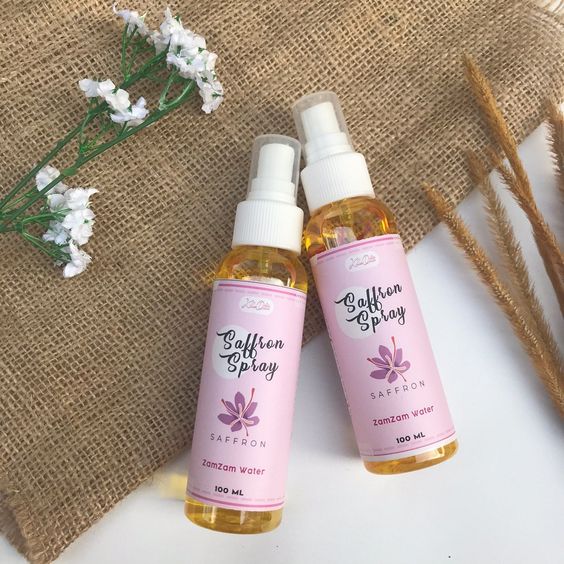 Saffron
Spray
SAFFRON
ZamZam Water
100 ML
Saffron
Spray
SAFFRON
ZamZam Water
100 ML